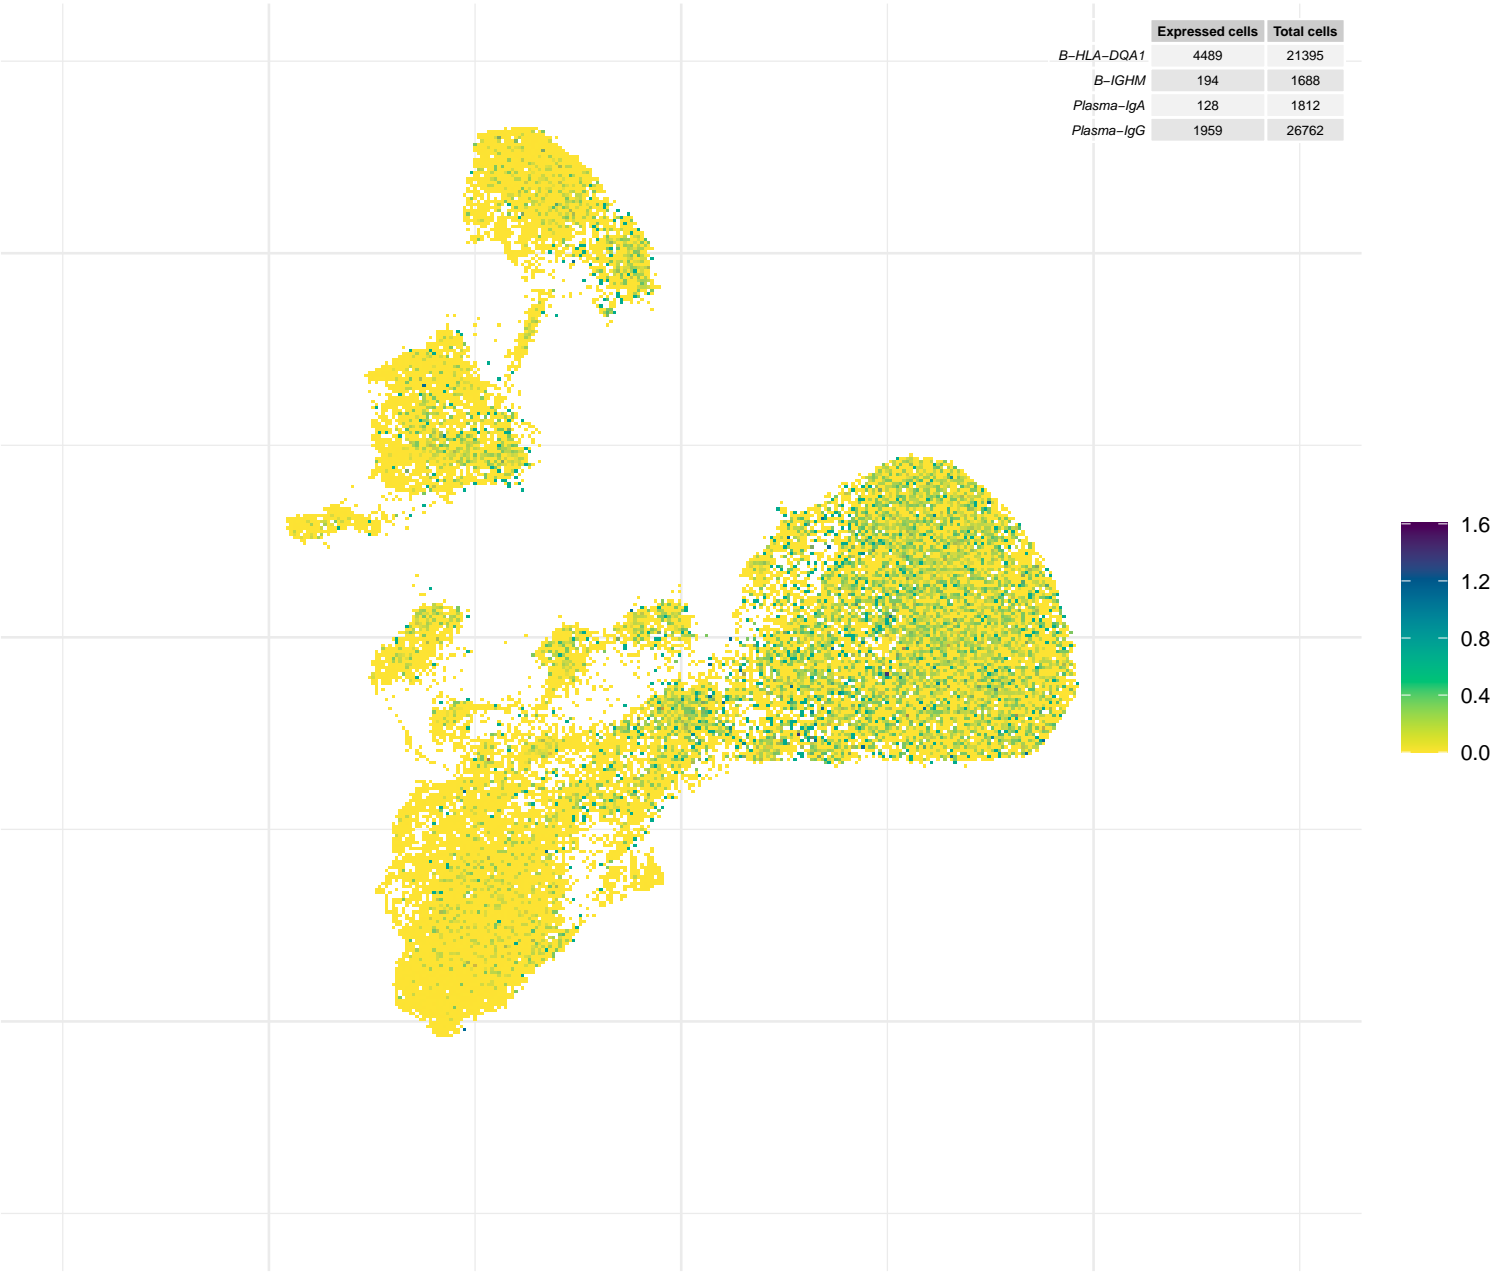 Expressed cells Total cells
B-HLA-DQA1 4489 21395
B-IGHM 194 1688
Plasma-IgA 128 1812
Plasma-IgG 1959 26762
1.6
1.2
0.8
0.4
0.0